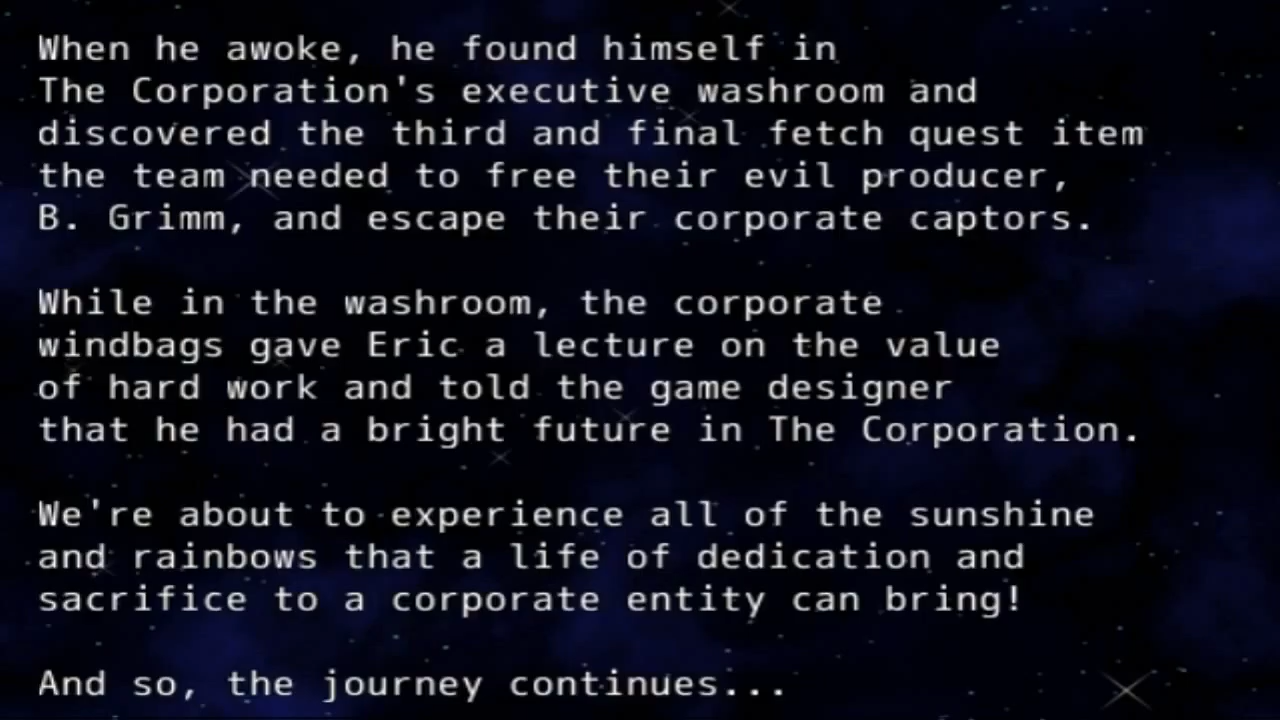 When he awoke, he found himself in
The Corporation's executive washroom and
discovered the third and final fetch quest item
the team needed to free their evil producer,
B. Grimm, and escape their corporate captors.
While in the washroom, the corporate
windbags gave Eric a lecture on the value
of hard work and told the game designer
that he had a bright future in The Corporation.
We're about to experience all of the sunshine
and rainbows that a life of dedication and
sacrifice to a corporate entity can bring!
And so, the journey continues...